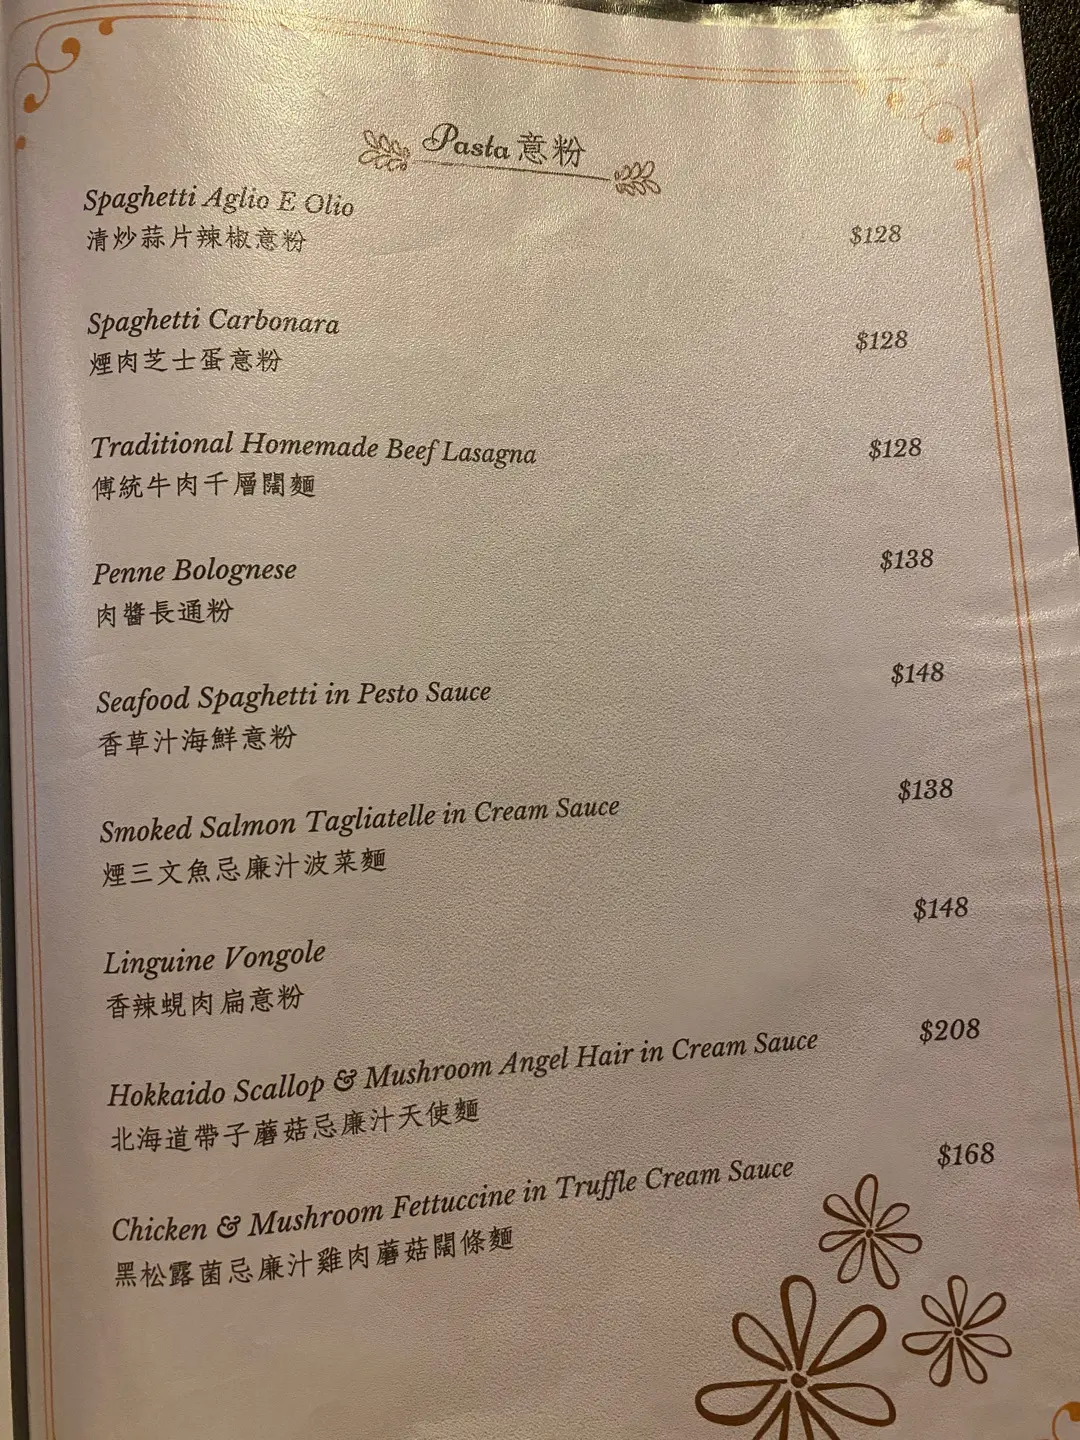 Pasta 意粉
Spaghetti Aglio E Olio
清炒蒜片辣椒意粉
$128
Spaghetti Carbonara
煙肉芝士蛋意粉
$128
Traditional Homemade Beef Lasagna
傳統牛肉千層闊麵
$128
Penne Bolognese
肉醬長通粉
$138
Seafood Spaghetti in Pesto Sauce
香草汁海鮮意粉
$148
Smoked Salmon Tagliatelle in Cream Sauce
煙三文魚忌廉汁波菜麵
$138
Linguine Vongole
香辣蜆肉扁意粉
$148
Hokkaido Scallop & Mushroom Angel Hair in Cream Sauce
北海道帶子蘑菇忌廉汁天使麵
$208
Chicken & Mushroom Fettuccine in Truffle Cream Sauce
黑松露菌忌廉汁雞肉蘑菇闊條麵
$168